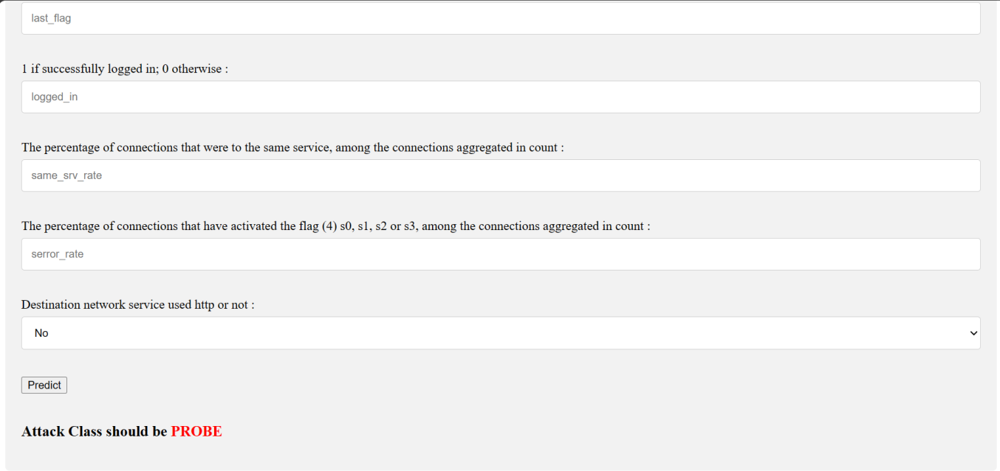 last_flag
1 if successfully logged in; 0 otherwise :
logged_in
The percentage of connections that were to the same service, among the connections aggregated in count :
same_srv_rate
The percentage of connections that have activated the flag (4) s0, s1, s2 or s3, among the connections aggregated in count :
serror_rate
Destination network service used http or not :
No
Predict
Attack Class should be PROBE